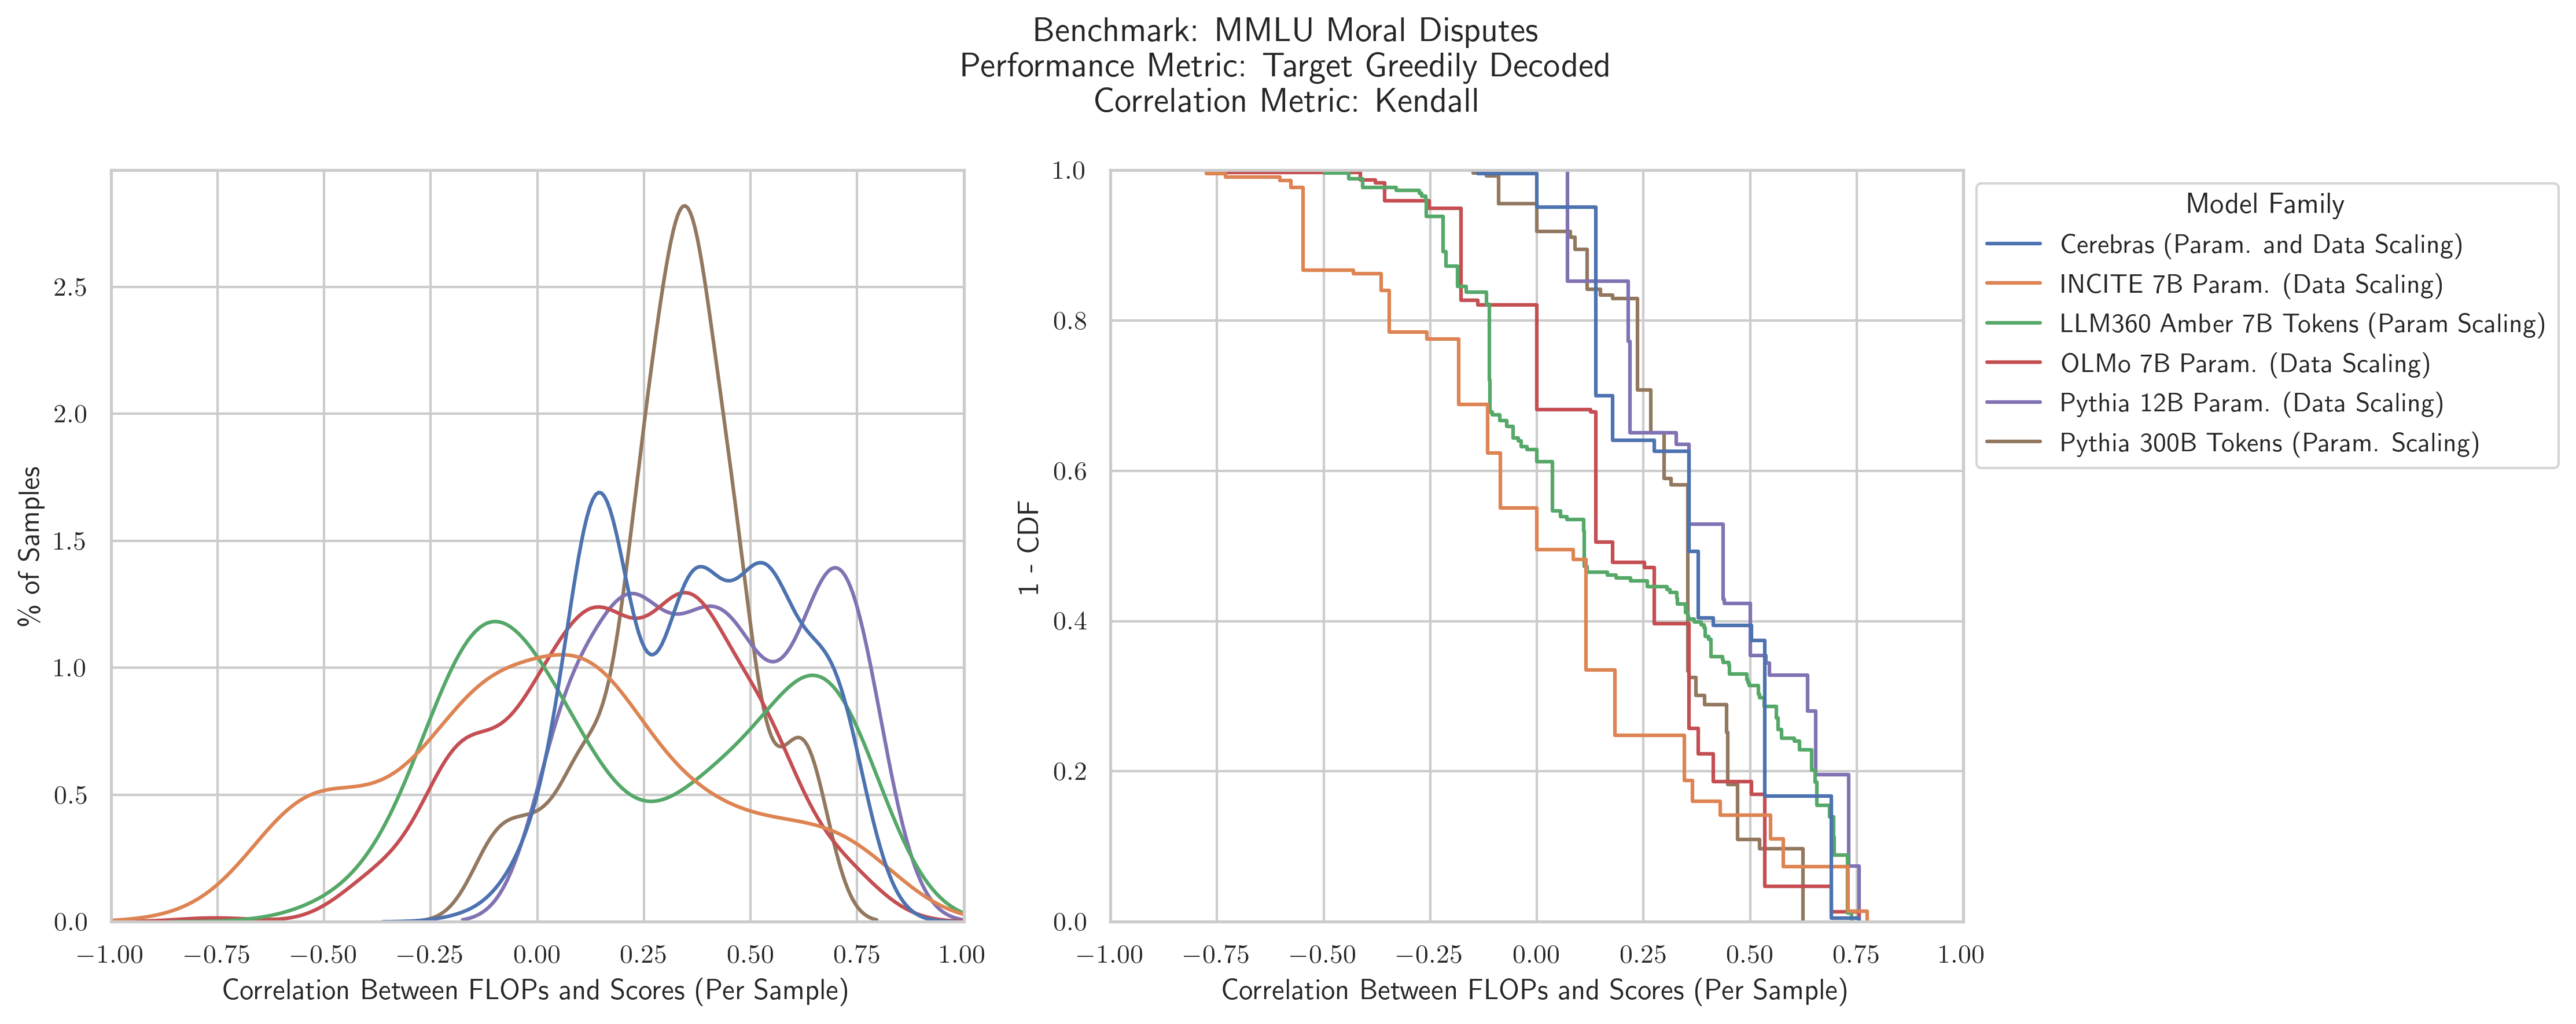 Benchmark: MMLU Moral Disputes
Performance Metric: Target Greedily Decoded
Correlation Metric: Kendall
% of Samples
2.5
2.0
1.5
1.0
0.5
0.0
−1.00 −0.75 −0.50 −0.25 0.00 0.25 0.50 0.75 1.00
Correlation Between FLOPs and Scores (Per Sample)
1 - CDF
1.0
0.8
0.6
0.4
0.2
0.0
−1.00 −0.75 −0.50 −0.25 0.00 0.25 0.50 0.75 1.00
Correlation Between FLOPs and Scores (Per Sample)
Model Family
Cerebras (Param. and Data Scaling)
INCITE 7B Param. (Data Scaling)
LLM360 Amber 7B Tokens (Param Scaling)
OLMo 7B Param. (Data Scaling)
Pythia 12B Param. (Data Scaling)
Pythia 300B Tokens (Param. Scaling)